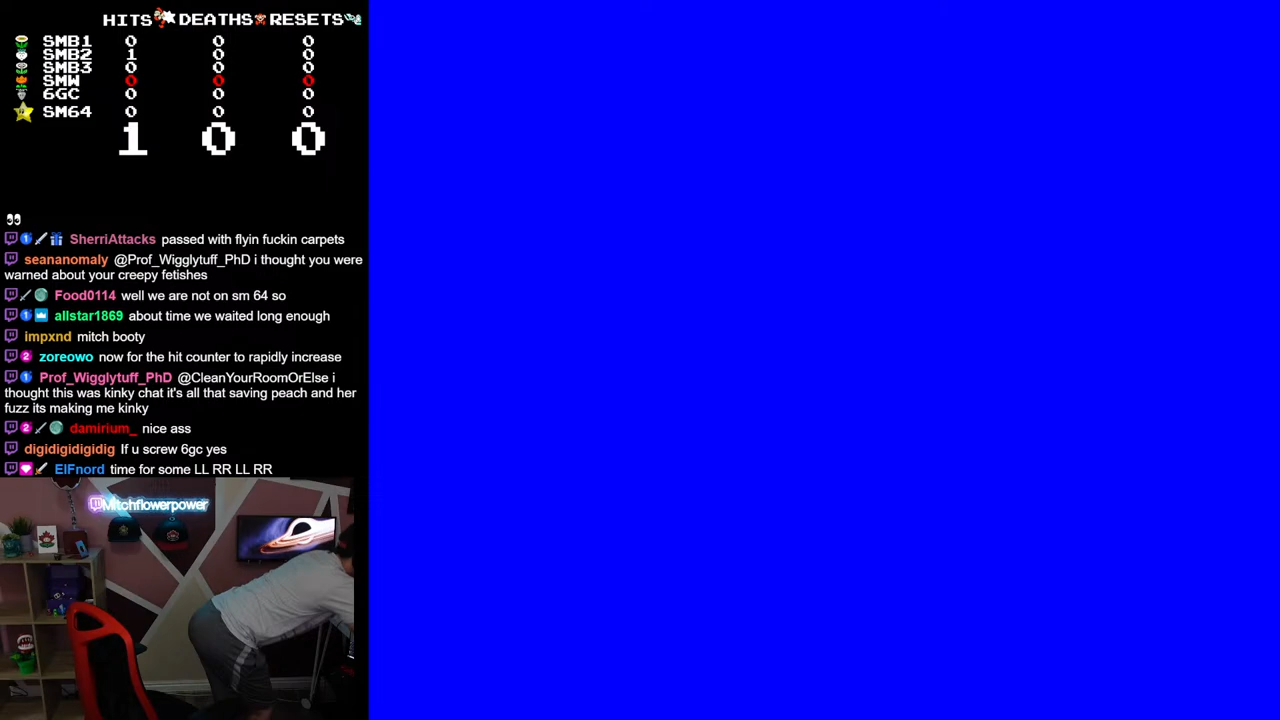 HITS DEATHS RESETS
SMB1 0 0 0
SMB2 1 0 0
SMB3 0 0 0
SMW 0 0 0
6GC 0 0 0
SM64 0 0 0
1 0 0
SherriAttacks passed with flyin fuckin carpets
seananomaly @Prof_Wigglytuff_PhD i thought you were
warned about your creepy fetishes
Food0114 well we are not on sm 64 so
allstar1869 about time we waited long enough
impxnd mitch booty
zoreowo now for the hit counter to rapidly increase
Prof_Wigglytuff_PhD @CleanYourRoomOrElse i
thought this was kinky chat it's all that saving peach and her
fuzz its making me kinky
damirium_ nice ass
digidigidigidig If u screw 6gc yes
ElFnord time for some LL RR LL RR
Mitchflowerpower